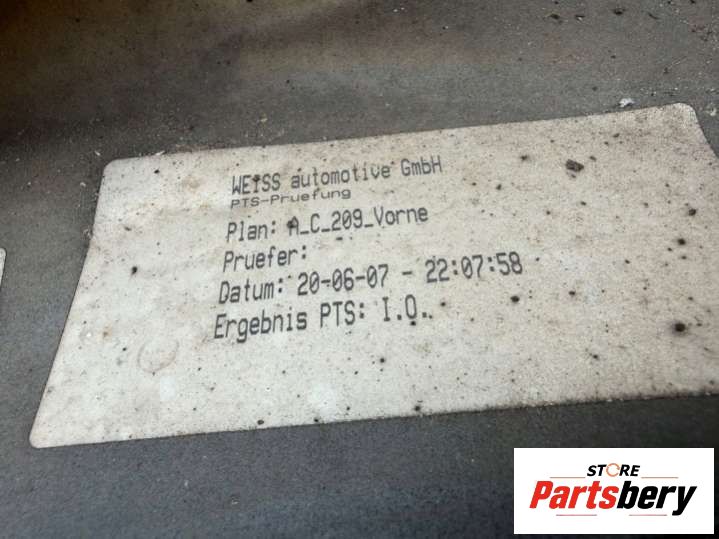 WEISS automotive GmbH
PTS-Pruefung
Plan: A_C_209_Vorne
Pruefer:
Datum: 20-06-07 - 22:07:58
Ergebnis PTS: I.O.
STORE
Partsbery